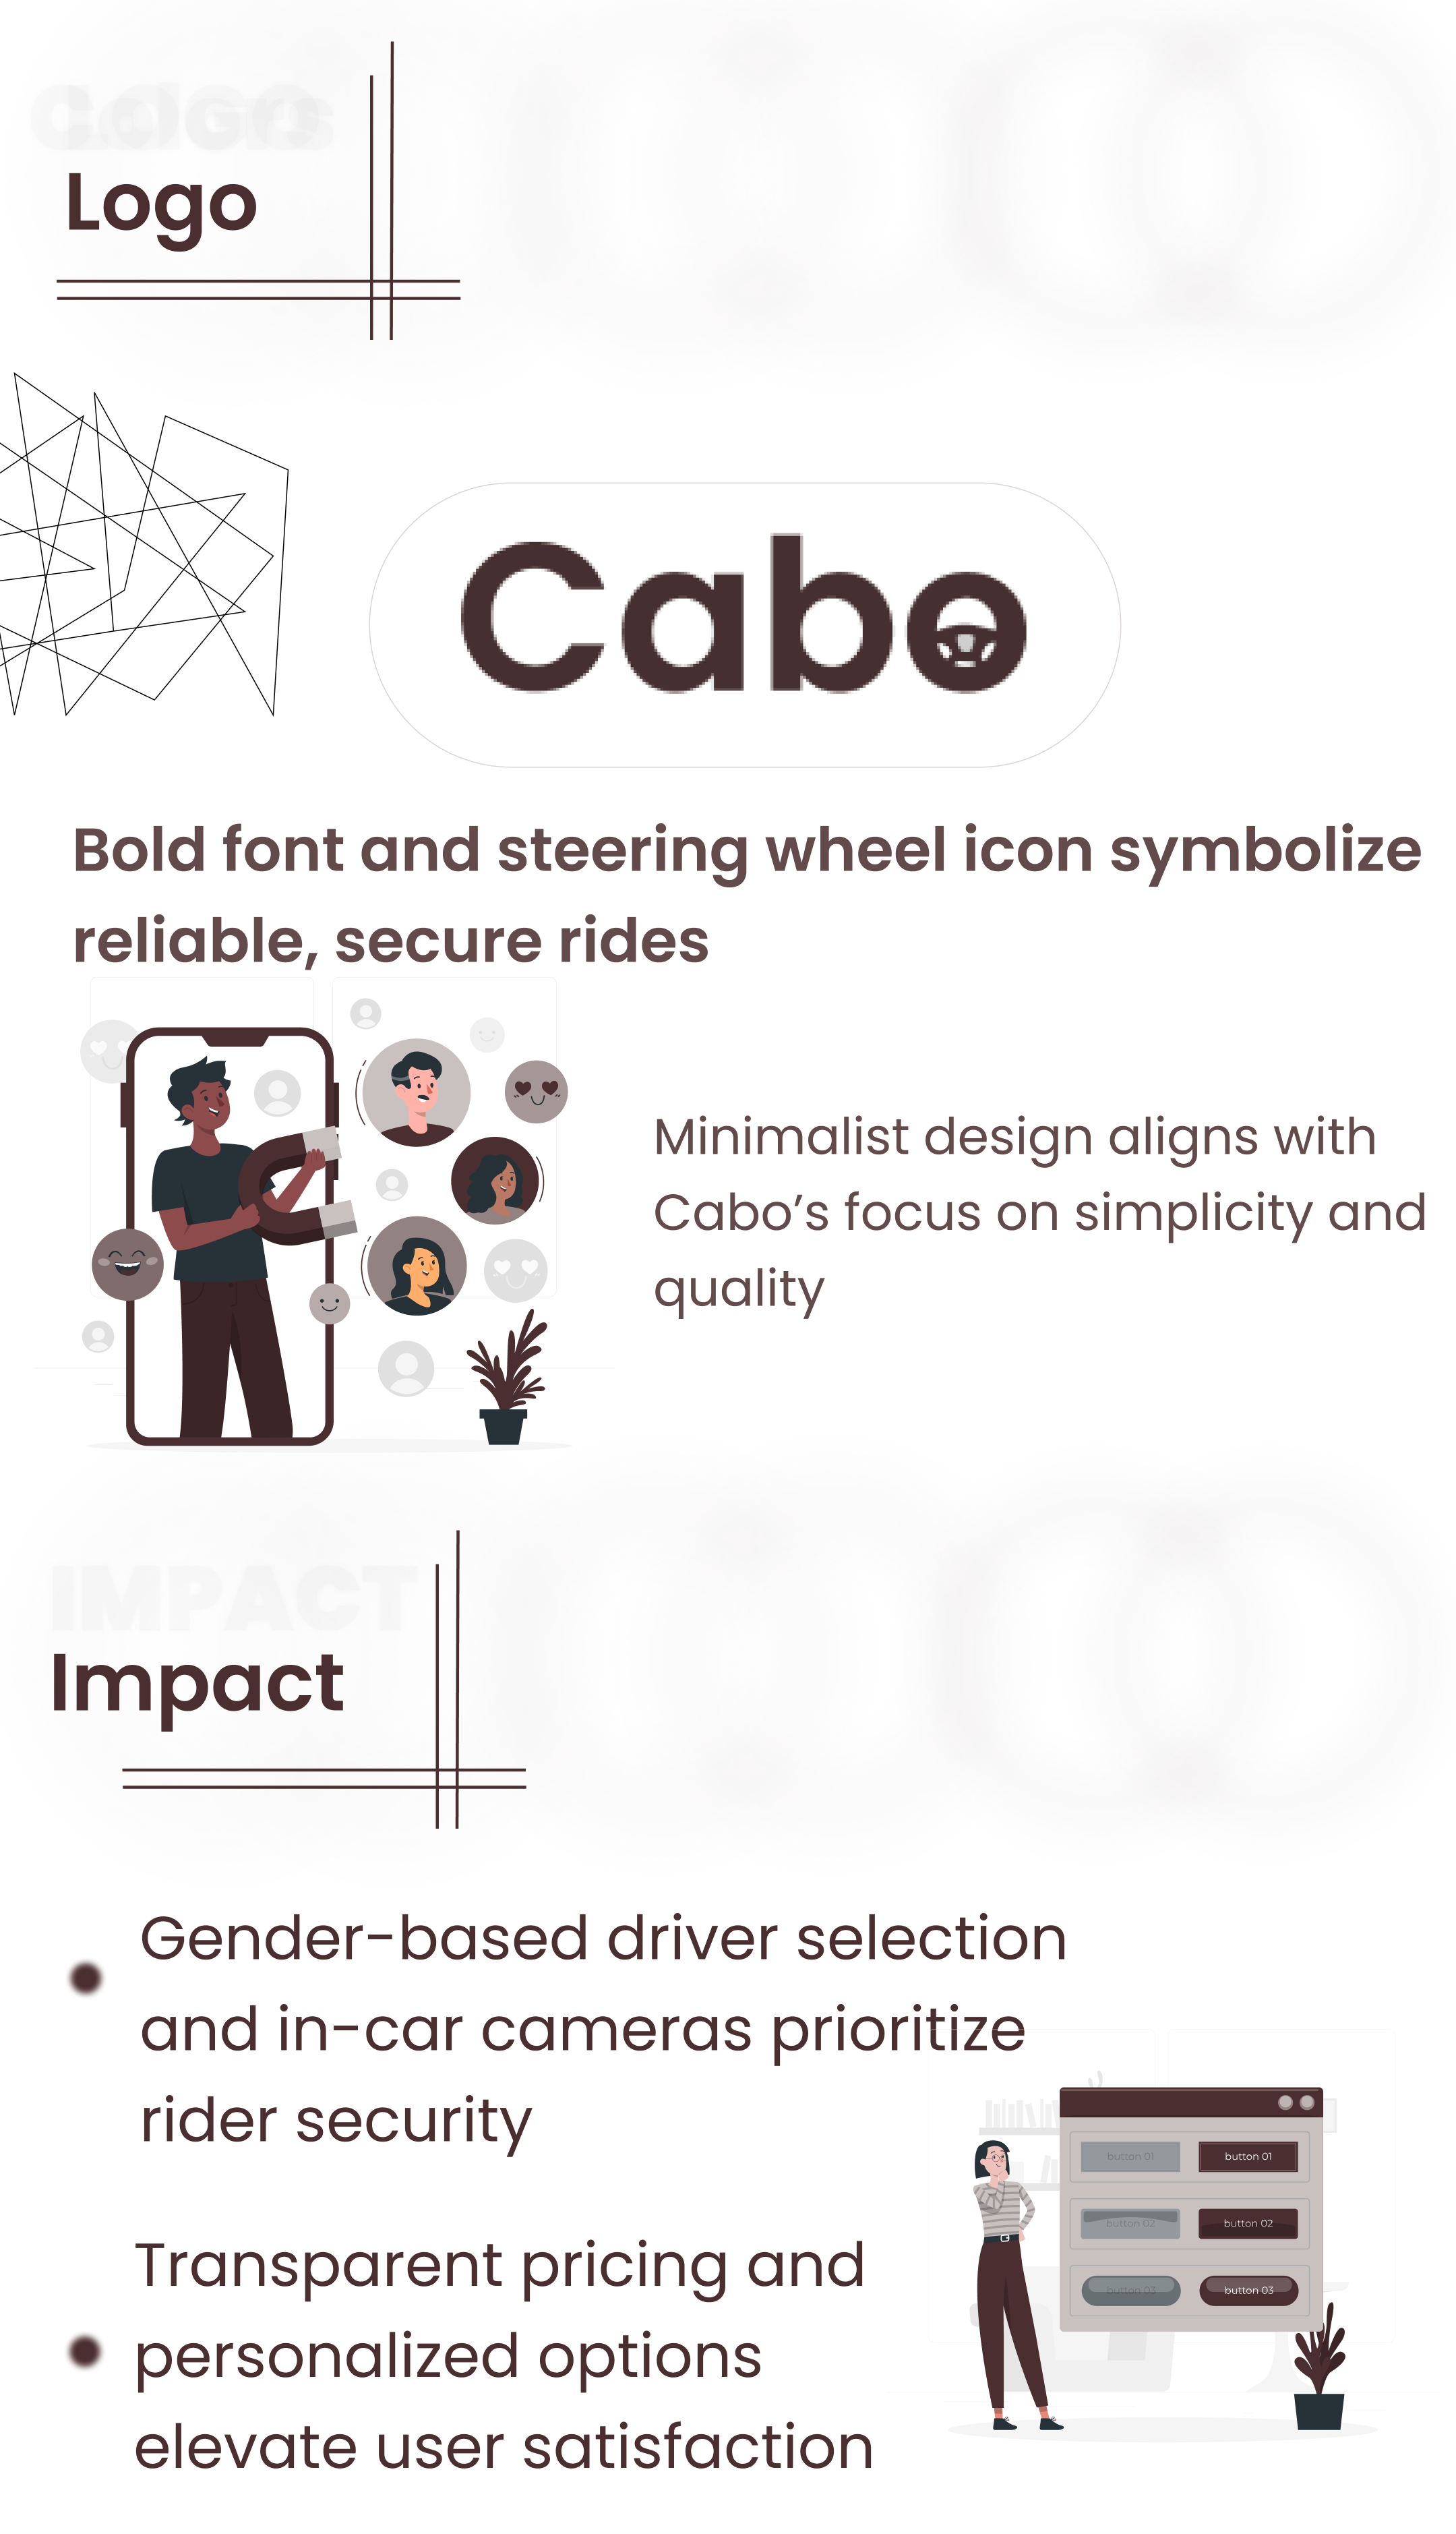 Logo
Cabo
Bold font and steering wheel icon symbolize
reliable, secure rides
Minimalist design aligns with
Cabo’s focus on simplicity and
quality
IMPACT
Impact
Gender-based driver selection
and in-car cameras prioritize
rider security
button 01 button 01
button 02 button 02
button 03 button 03
Transparent pricing and
personalized options
elevate user satisfaction